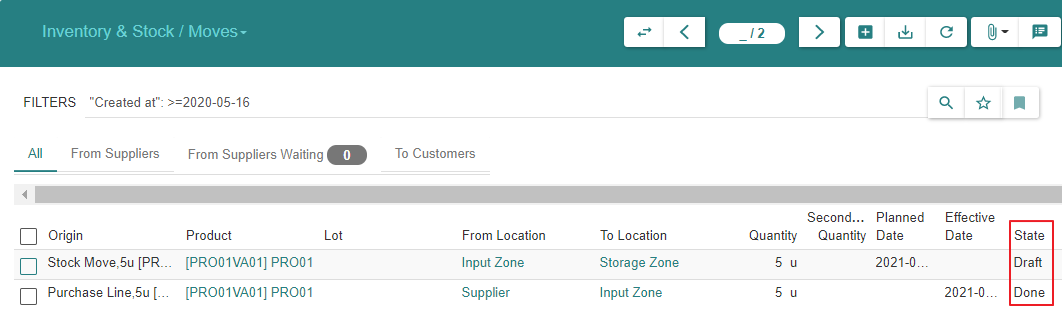 Inventory & Stock / Moves
_ / 2
FILTERS "Created at": >=2020-05-16
All From Suppliers From Suppliers Waiting 0 To Customers
Origin Product Lot From Location To Location Quantity Second... Quantity Planned Date Effective Date State
Stock Move,5u [PR... [PRO01VA01] PRO01 Input Zone Storage Zone 5 u 2021-0... Draft
Purchase Line,5u [... [PRO01VA01] PRO01 Supplier Input Zone 5 u 2021-0... Done